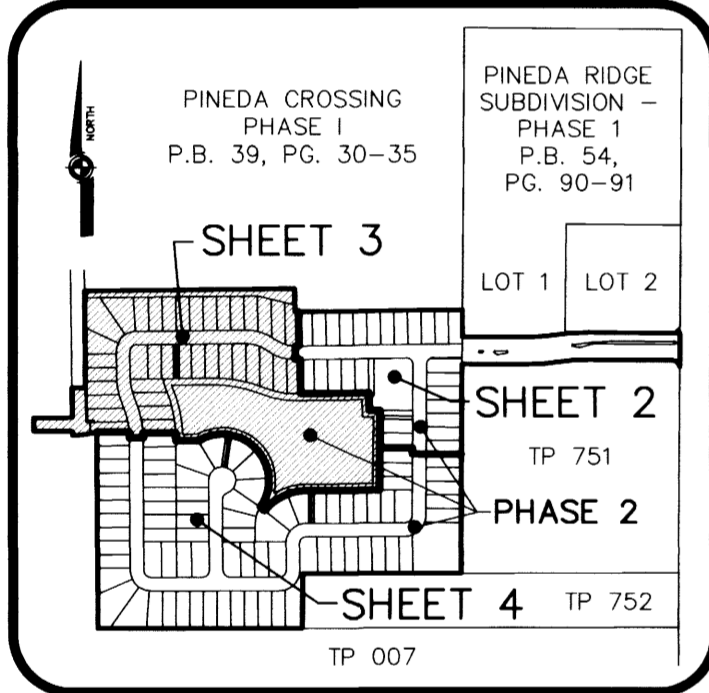 PINEDA CROSSING
PHASE I
P.B. 39, PG. 30-35
PINEDA RIDGE
SUBDIVISION -
PHASE 1
P.B. 54,
PG. 90-91
NORTH
SHEET 3
LOT 1
LOT 2
SHEET 2
TP 751
PHASE 2
SHEET 4
TP 752
TP 007